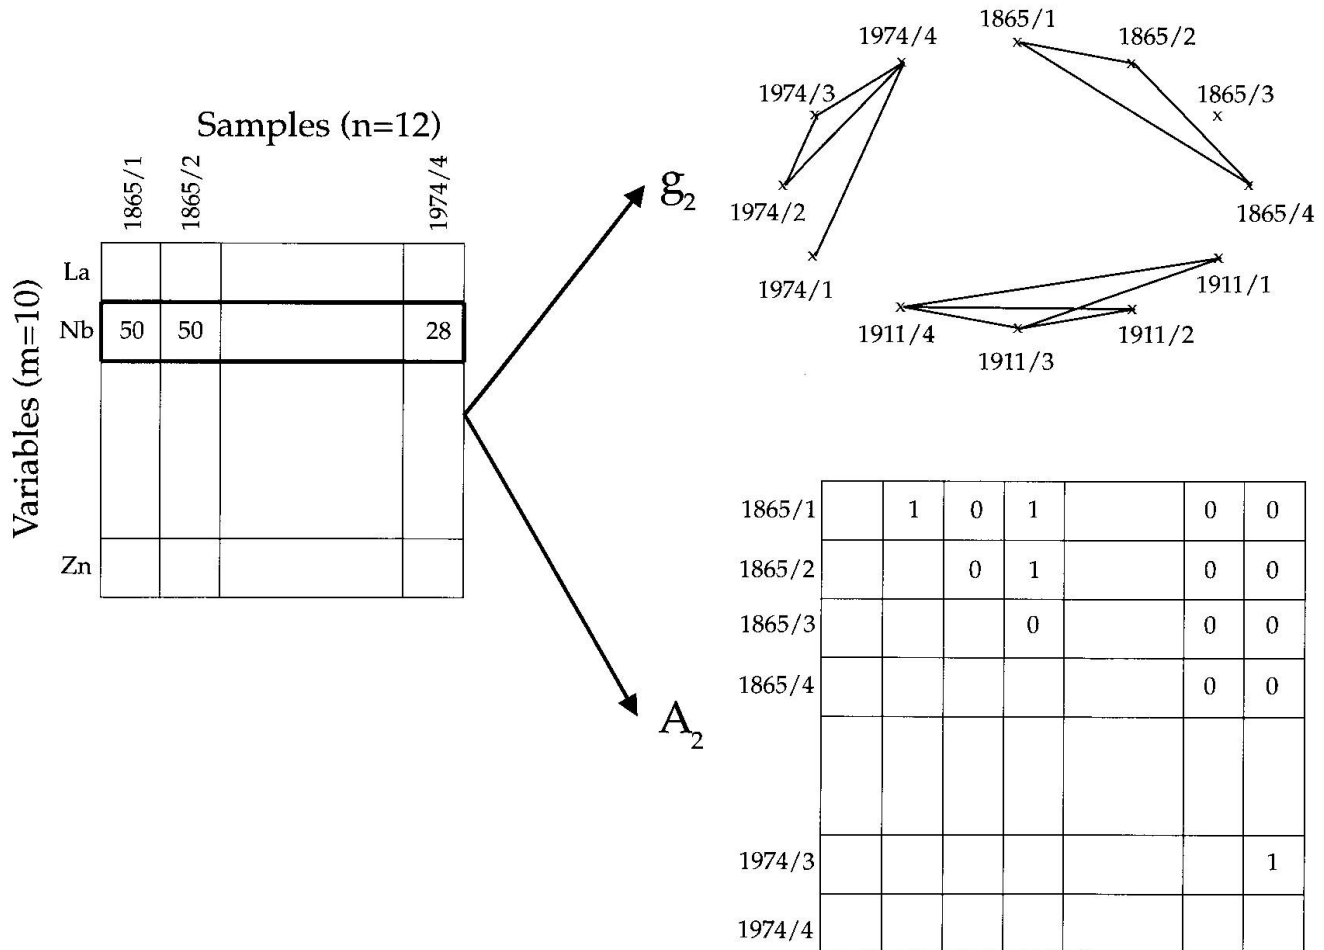 Samples (n=12)
1865/1
1865/2
1974/4
Variables (m=10)
La
Nb 50 50 28
Zn
g2
A2
1974/4
1865/1
1865/2
1974/3
1865/3
1974/2
1865/4
1974/1
1911/1
1911/4
1911/2
1911/3
1865/1 1 0 1 0 0
1865/2 0 1 0 0
1865/3 0 0 0
1865/4 0 0
1974/3 1
1974/4